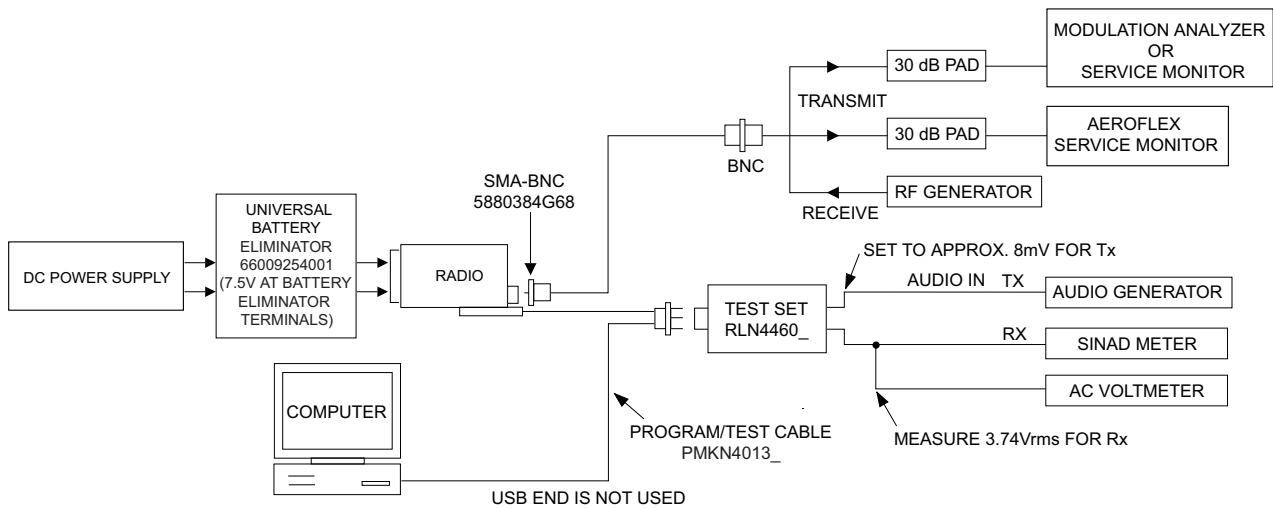 MODULATION ANALYZER
OR
SERVICE MONITOR
30 dB PAD
TRANSMIT
30 dB PAD
AEROFLEX
SERVICE MONITOR
BNC
RF GENERATOR
RECEIVE
SMA-BNC
5880384G68
UNIVERSAL
BATTERY
ELIMINATOR
66009254001
(7.5V AT BATTERY
ELIMINATOR
TERMINALS)
DC POWER SUPPLY
RADIO
SET TO APPROX. 8mV FOR Tx
AUDIO IN TX
AUDIO GENERATOR
TEST SET
RLN4460_
RX
SINAD METER
AC VOLTMETER
MEASURE 3.74Vrms FOR Rx
COMPUTER
PROGRAM/TEST CABLE
PMKN4013_
USB END IS NOT USED